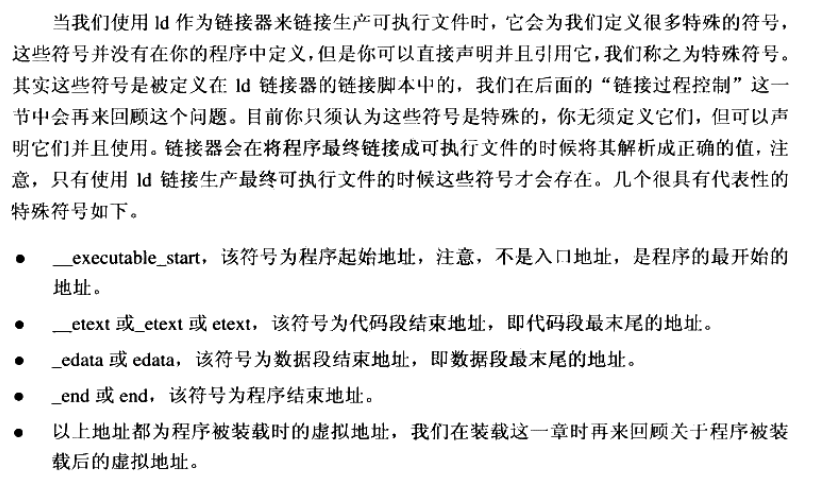 当我们使用 ld 作为链接器来链接生产可执行文件时，它会为我们定义很多特殊的符号，
这些符号并没有在你的程序中定义，但是你可以直接声明并且引用它，我们称之为特殊符号。
其实这些符号是被定义在 ld 链接器的链接脚本中的，我们在后面的“链接过程控制”这一
节中会再来回顾这个问题。目前你只须认为这些符号是特殊的，你无须定义它们，但可以声
明它们并且使用。链接器会在将程序最终链接成可执行文件的时候将其解析成正确的值，注
意，只有使用 ld 链接生产最终可执行文件的时候这些符号才会存在。几个很具有代表性的
特殊符号如下。
● __executable_start，该符号为程序起始地址，注意，不是入口地址，是程序的最开始的
地址。
● __etext 或_etext 或 etext，该符号为代码段结束地址，即代码段最末尾的地址。
● _edata 或 edata，该符号为数据段结束地址，即数据段最末尾的地址。
● _end 或 end，该符号为程序结束地址。
● 以上地址都为程序被装载时的虚拟地址，我们在装载这一章时再来回顾关于程序被装
载后的虚拟地址。